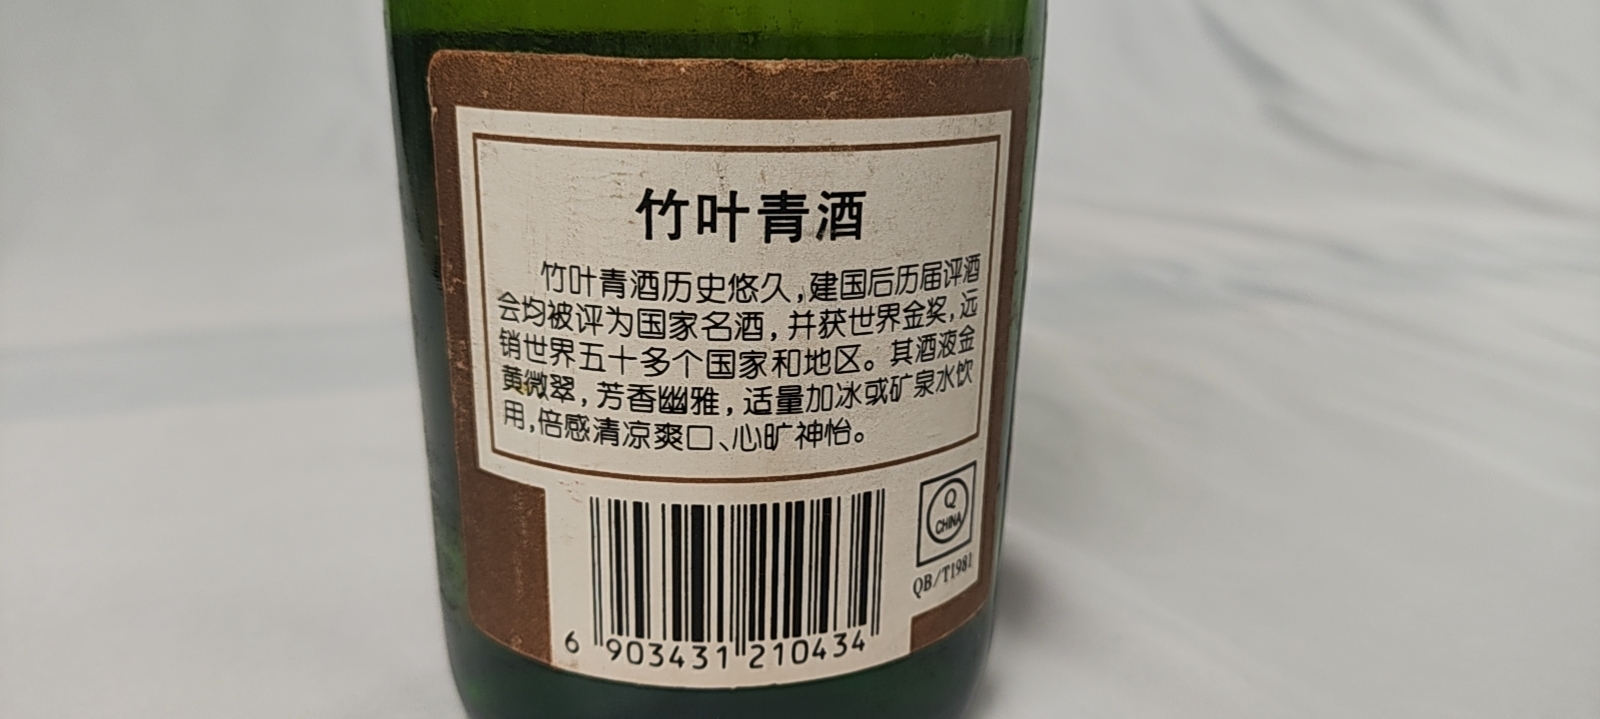 竹叶青酒
竹叶青酒历史悠久,建国后历届评酒
会均被评为国家名酒,并获世界金奖,远
销世界五十多个国家和地区。其酒液金
黄微翠,芳香幽雅,适量加冰或矿泉水饮
用,倍感清凉爽口、心旷神怡。
Q
CHINA
QB/T1981
6 903431 210434